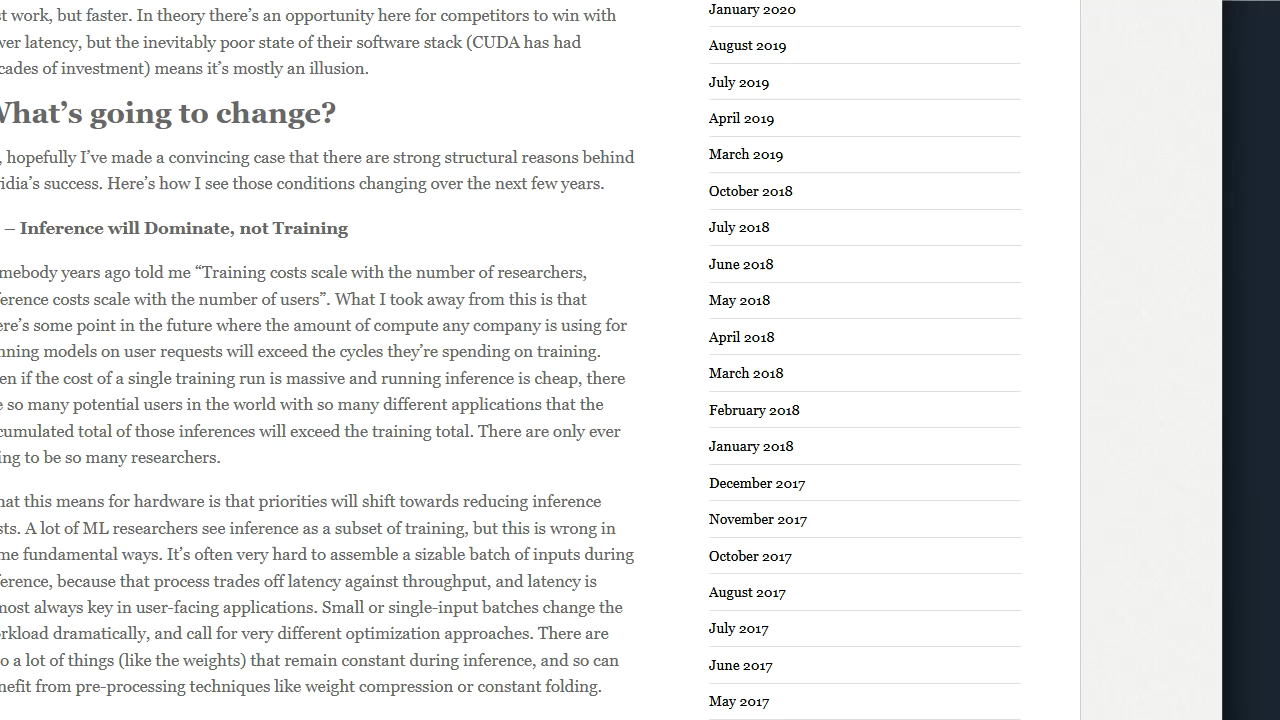 st work, but faster. In theory there's an opportunity here for competitors to win with
wer latency, but the inevitably poor state of their software stack (CUDA has had
cades of investment) means it's mostly an illusion.
What's going to change?
, hopefully I've made a convincing case that there are strong structural reasons behind
vidia's success. Here's how I see those conditions changing over the next few years.
– Inference will Dominate, not Training
mebody years ago told me “Training costs scale with the number of researchers,
ference costs scale with the number of users”. What I took away from this is that
ere's some point in the future where the amount of compute any company is using for
nning models on user requests will exceed the cycles they're spending on training.
en if the cost of a single training run is massive and running inference is cheap, there
e so many potential users in the world with so many different applications that the
cumulated total of those inferences will exceed the training total. There are only ever
ing to be so many researchers.
hat this means for hardware is that priorities will shift towards reducing inference
sts. A lot of ML researchers see inference as a subset of training, but this is wrong in
me fundamental ways. It's often very hard to assemble a sizable batch of inputs during
ference, because that process trades off latency against throughput, and latency is
most always key in user-facing applications. Small or single-input batches change the
orkload dramatically, and call for very different optimization approaches. There are
o a lot of things (like the weights) that remain constant during inference, and so can
nefit from pre-processing techniques like weight compression or constant folding.
January 2020
August 2019
July 2019
April 2019
March 2019
October 2018
July 2018
June 2018
May 2018
April 2018
March 2018
February 2018
January 2018
December 2017
November 2017
October 2017
August 2017
July 2017
June 2017
May 2017